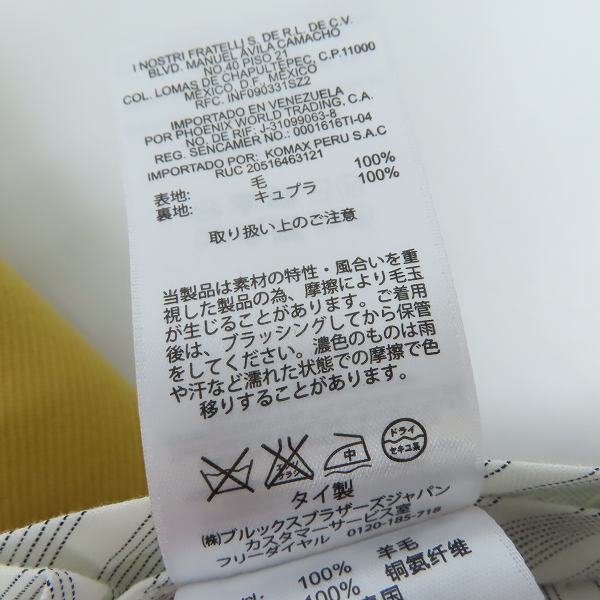 I NOSTRI FRATELLI S. DE R.L. DE C.V.
BLVD. MANUEL ÁVILA CAMACHO
NO 40 PISO 21
COL. LOMAS DE CHAPULTEPEC, C.P.11000
MÉXICO, D.F., MÉXICO
RFC. INF090331SZ2
IMPORTADO EN VENEZUELA
POR PHOENIX WORLD TRADING, C.A.
NO. DE RIF: J-31099063-8
REG. SENCAMER NO.: 0001616TI-04
IMPORTADO POR: KOMAX PERU S.A.C
RUC 20516463121
表地: 毛 100%
裏地: キュプラ 100%
取り扱い上のご注意
当製品は素材の特性・風合いを重
視した製品の為、摩擦により毛玉
が生じることがあります。ご着用
後は、ブラッシングしてから保管
をしてください。濃色のものは雨
や汗など濡れた状態での摩擦で色
移りすることがあります。
中
ドライ
セキユ系
タイ製
(株)ブルックスブラザーズジャパン
カスタマーサービス室
フリーダイヤル 0120-185-718
100% 羊毛
100% 铜氨纤维